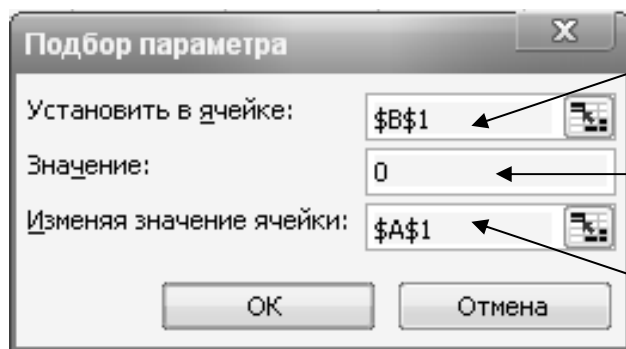 Подбор параметра
Установить в ячейке: $B$1
Значение: 0
Изменяя значение ячейки: $A$1
ОК Отмена